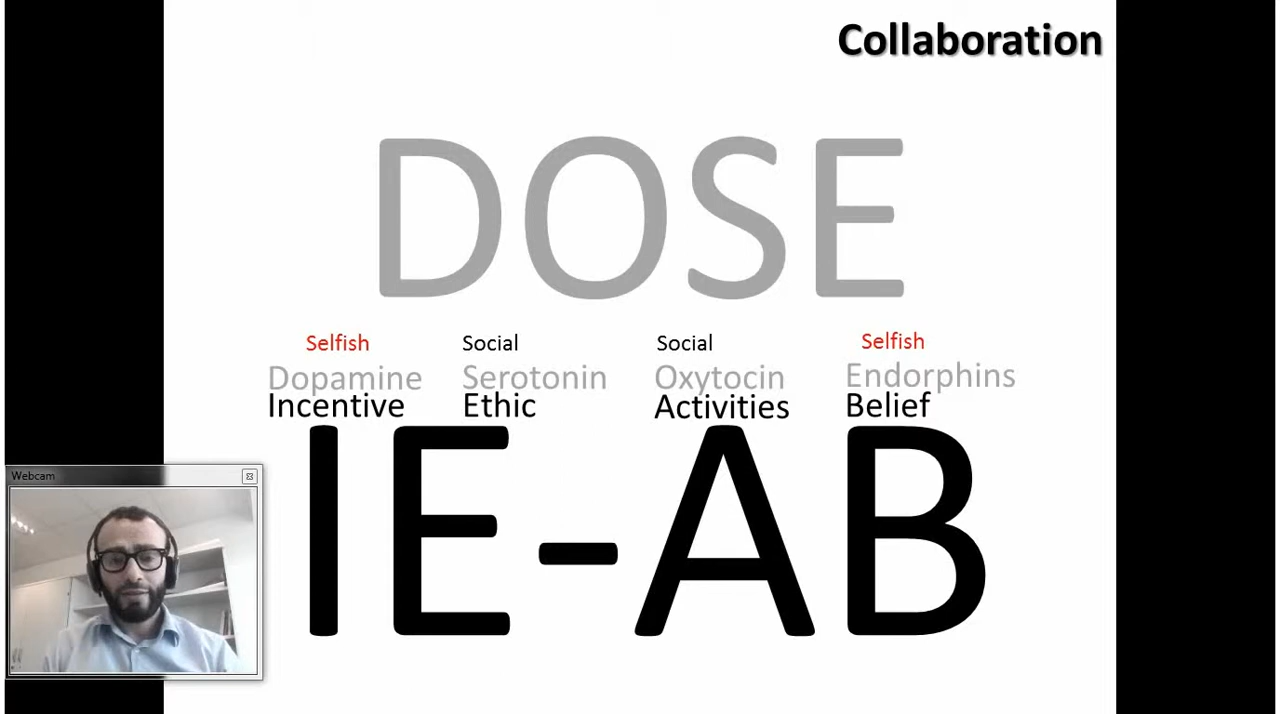 Collaboration
DOSE
Selfish Social Social Selfish
Dopamine Serotonin Oxytocin Endorphins
Incentive Ethic Activities Belief
IE-AB
Webcam